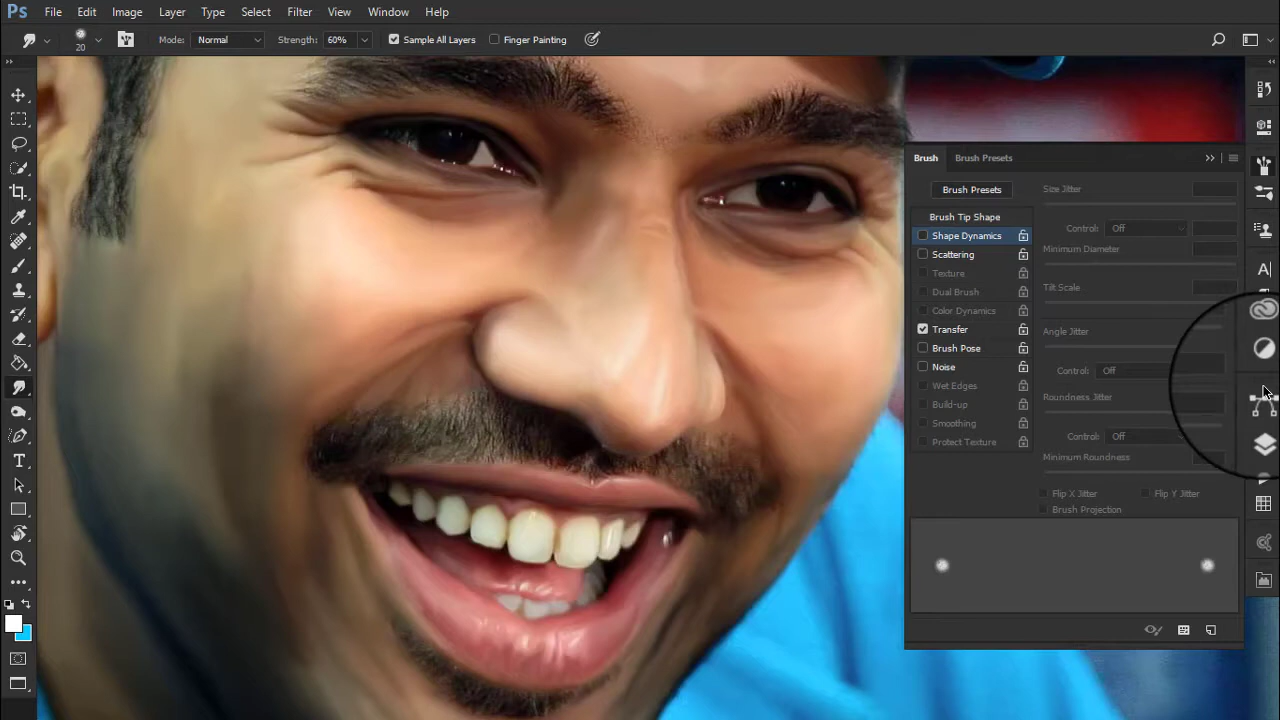 Ps File Edit Image Layer Type Select Filter View Window Help
20 Mode: Normal Strength: 60% Sample All Layers Finger Painting
Brush Brush Presets
Brush Presets
Brush Tip Shape
Shape Dynamics
Scattering
Texture
Dual Brush
Color Dynamics
Transfer
Brush Pose
Noise
Wet Edges
Build-up
Smoothing
Protect Texture
Size Jitter
Control: Off
Minimum Diameter
Tilt Scale
Angle Jitter
Control: Off
Roundness Jitter
Control: Off
Minimum Roundness
Flip X Jitter Flip Y Jitter
Brush Projection